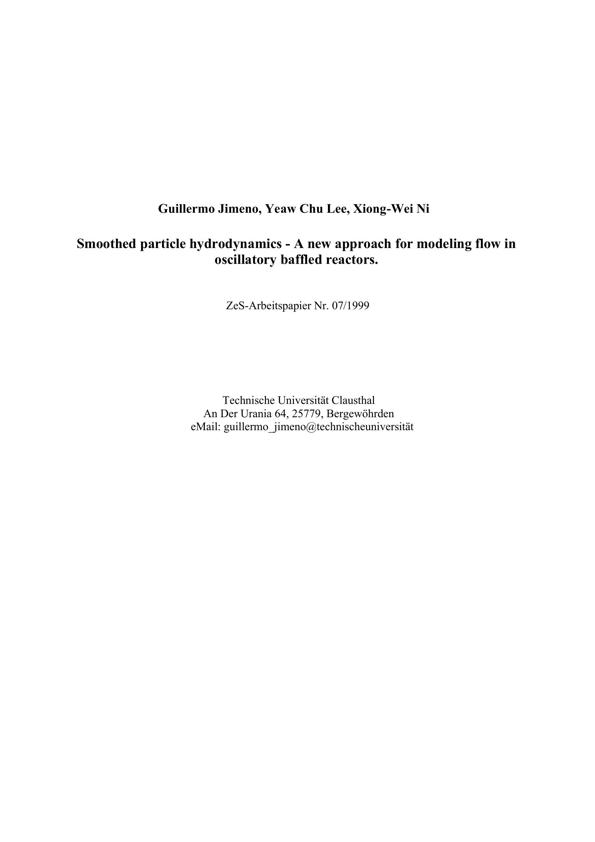 Guillermo Jimeno, Yeaw Chu Lee, Xiong-Wei Ni
Smoothed particle hydrodynamics - A new approach for modeling flow in
oscillatory baffled reactors.
ZeS-Arbeitspapier Nr. 07/1999
Technische Universität Clausthal
An Der Urania 64, 25779, Bergewöhrden
eMail: guillermo_jimeno@technischeuniversität